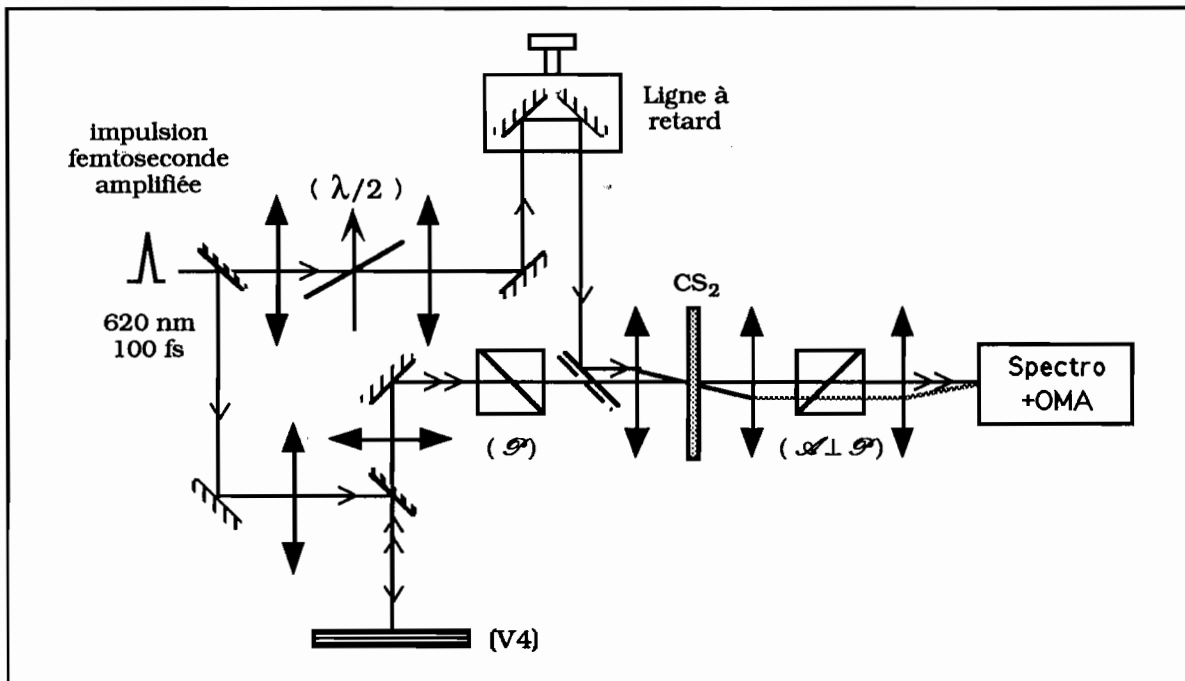 Ligne à
retard
impulsion
femtoseconde
amplifiée
( λ/2 )
620 nm
100 fs
CS₂
Spectro
+OMA
( 𝒫 )
( 𝒜 ⊥ 𝒫 )
(V4)